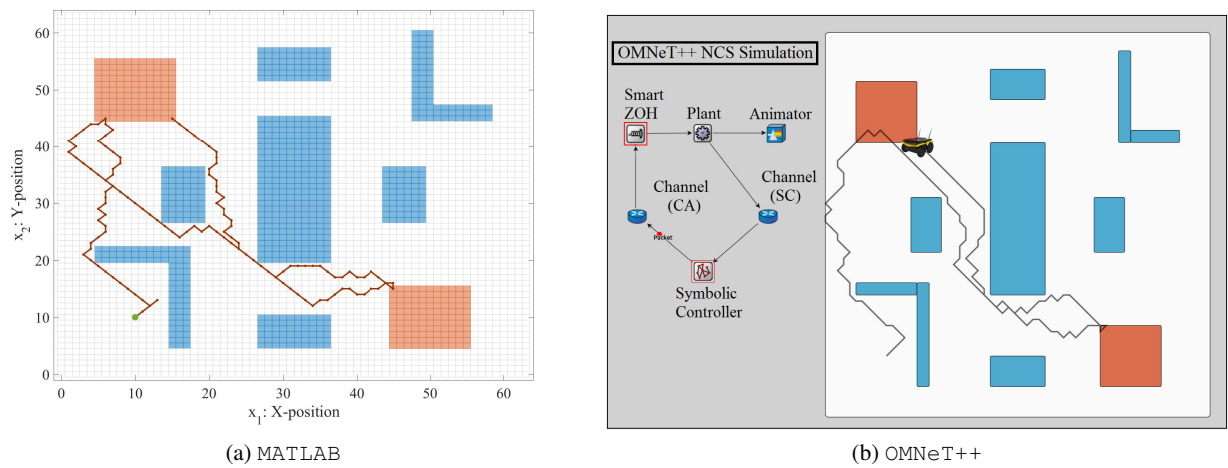 60
50
40
30
20
10
0
x2: Y-position
0 10 20 30 40 50 60
x1: X-position
(a) MATLAB
OMNeT++ NCS Simulation
Smart
ZOH
Plant
Animator
Channel
(CA)
Channel
(SC)
Packet
Symbolic
Controller
(b) OMNeT++